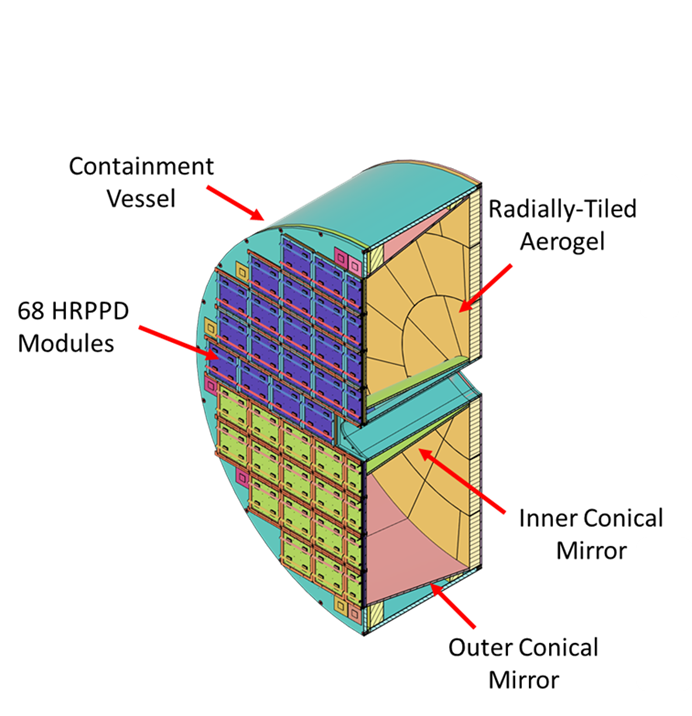 Containment
Vessel
Radially-Tiled
Aerogel
68 HRPPD
Modules
Inner Conical
Mirror
Outer Conical
Mirror